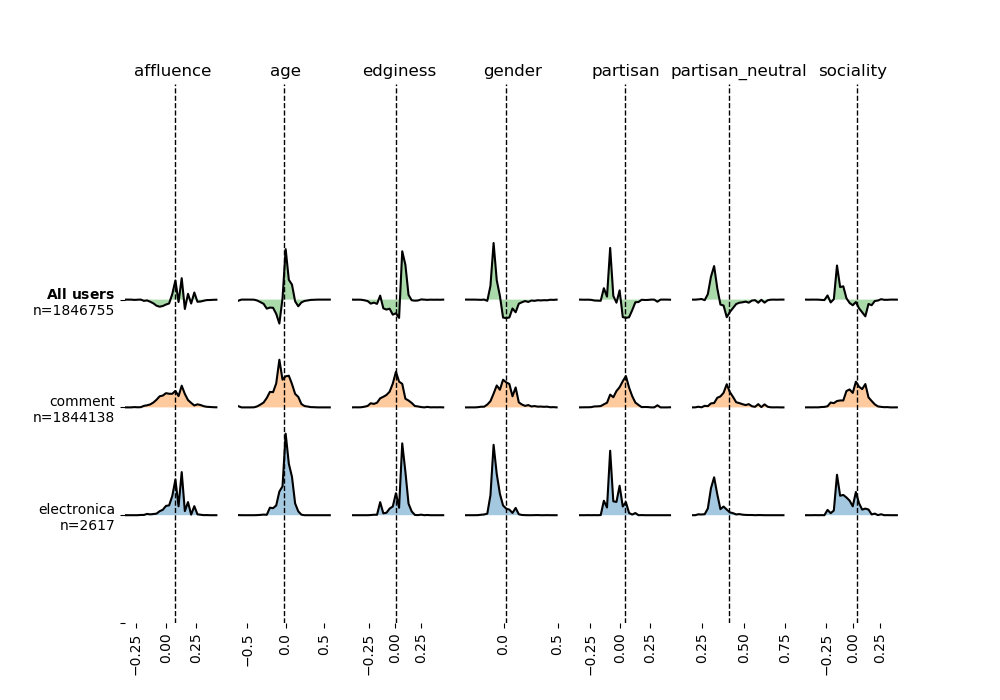 affluence age edginess gender partisan partisan_neutral sociality
All users
n=1846755
comment
n=1844138
electronica
n=2617
−0.25 0.00 0.25 −0.5 0.0 0.5 −0.25 0.00 0.25 0.0 0.5 −0.25 0.00 0.25 0.25 0.50 0.75 −0.25 0.00 0.25